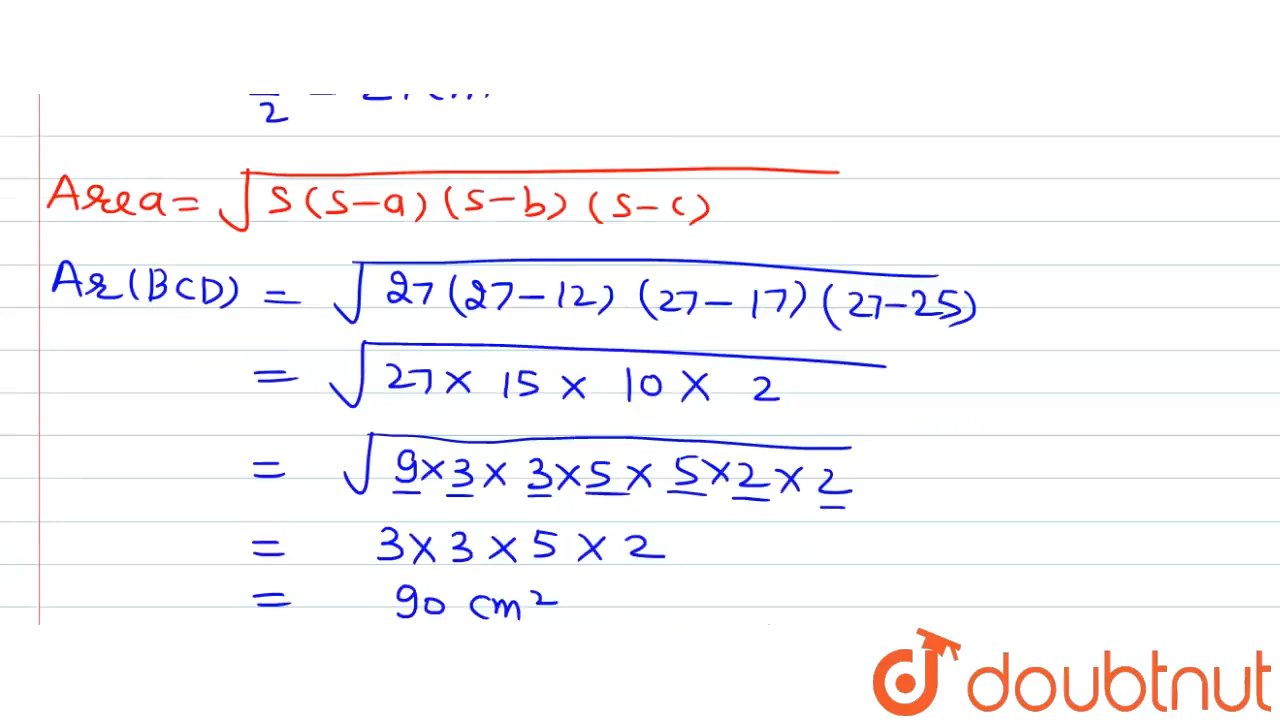 2
Area = √S(S-a)(S-b)(S-c)
Ar(BCD) = √27(27-12)(27-17)(27-25)
= √27 × 15 × 10 × 2
= √9×3×3×5×5×2×2
= 3×3×5×2
= 90 cm²
doubtnut